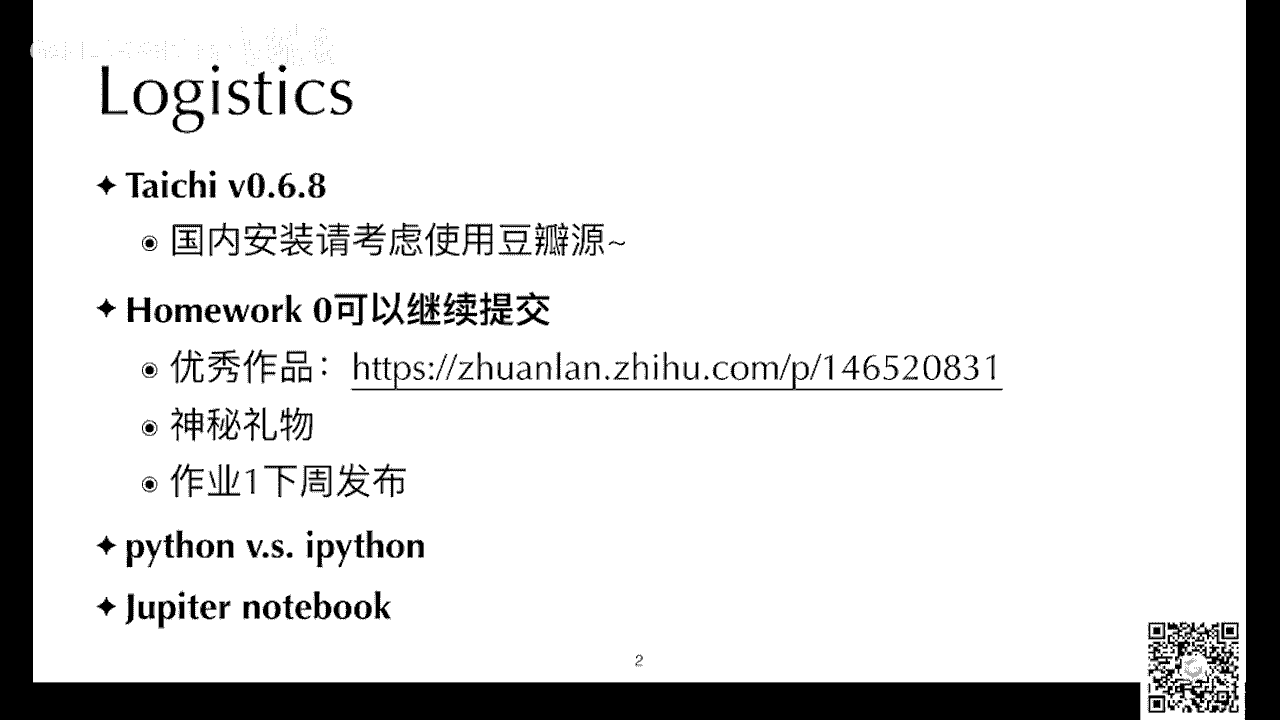 Logistics
✦ Taichi v0.6.8
◉ 国内安装请考虑使用豆瓣源~
✦ Homework 0可以继续提交
◉ 优秀作品：https://zhuanlan.zhihu.com/p/146520831
◉ 神秘礼物
◉ 作业1下周发布
✦ python v.s. ipython
✦ Jupiter notebook
2